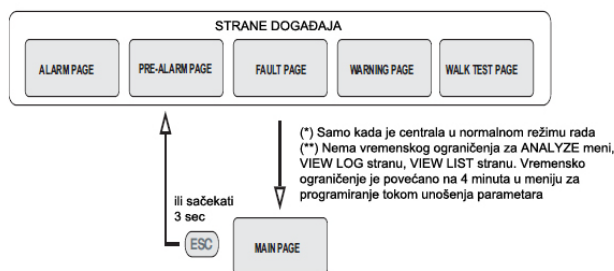 STRANE DOGAĐAJA
ALARM PAGE
PRE-ALARM PAGE
FAULT PAGE
WARNING PAGE
WALK TEST PAGE
(*) Samo kada je centrala u normalnom režimu rada
(**) Nema vremenskog ograničenja za ANALYZE meni,
VIEW LOG stranu, VIEW LIST stranu. Vremensko
ograničenje je povećano na 4 minuta u meniju za
programiranje tokom unošenja parametara
ili sačekati
3 sec
ESC
MAIN PAGE